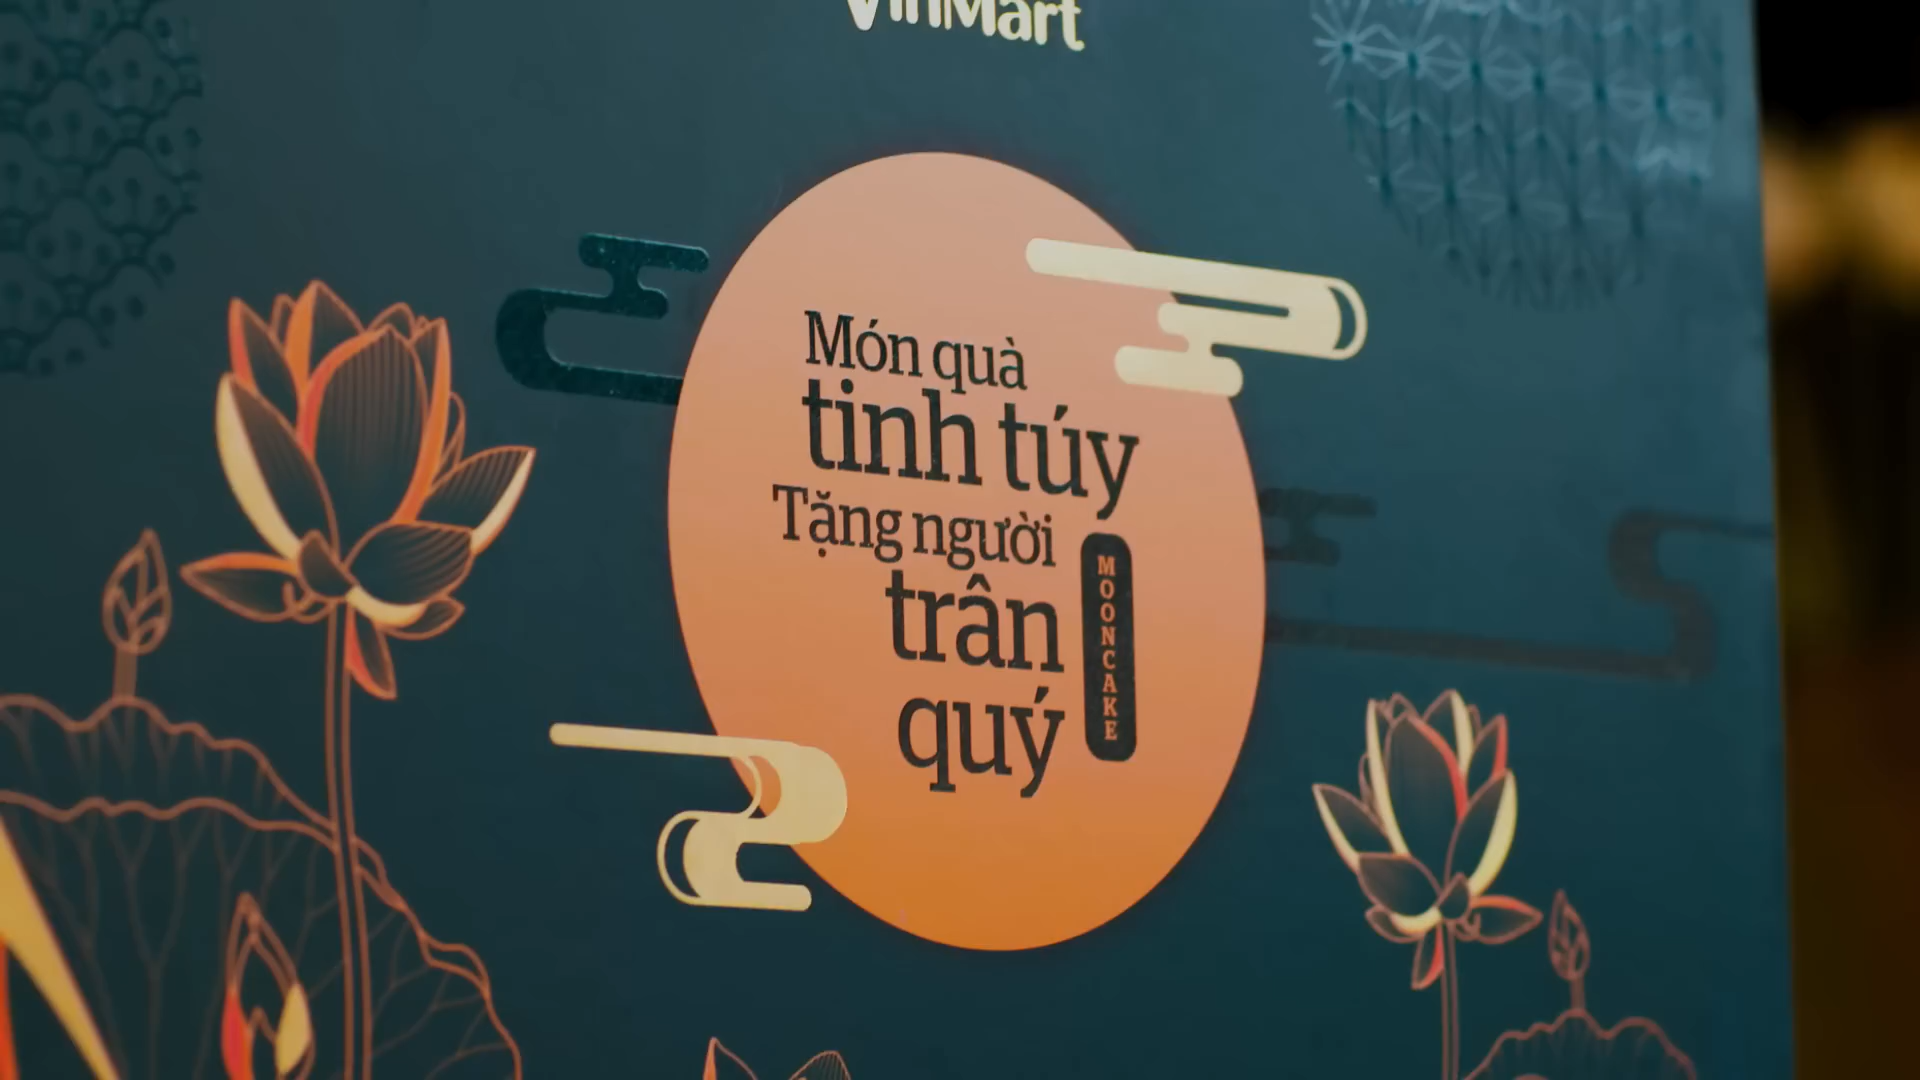 VinMart
Món quà
tinh túy
Tặng người
trân
quý
MOONCAKE